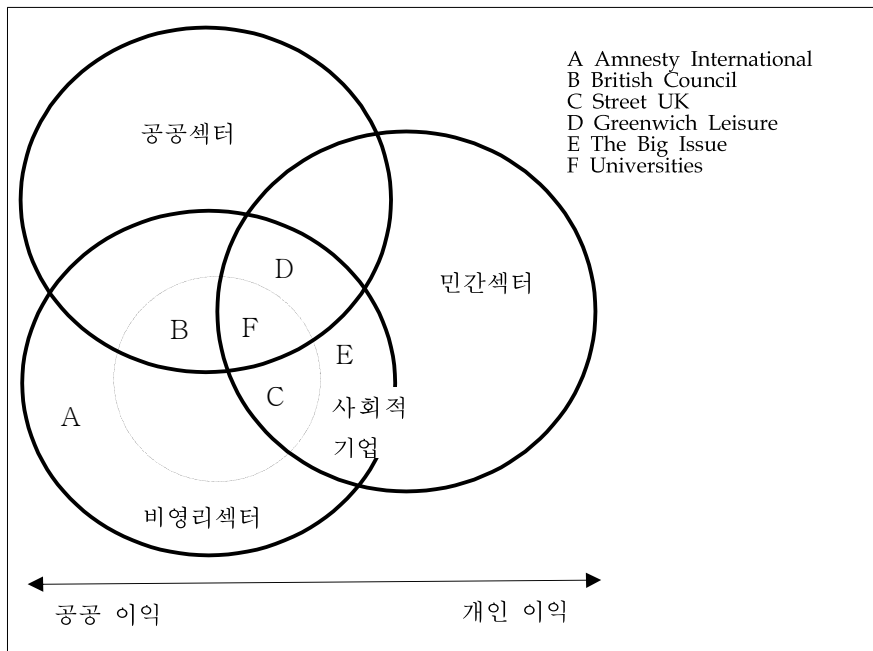 A Amnesty International
B British Council
C Street UK
D Greenwich Leisure
E The Big Issue
F Universities
공공섹터
민간섹터
D
B
F
E
C
A
사회적
기업
비영리섹터
공공 이익
개인 이익